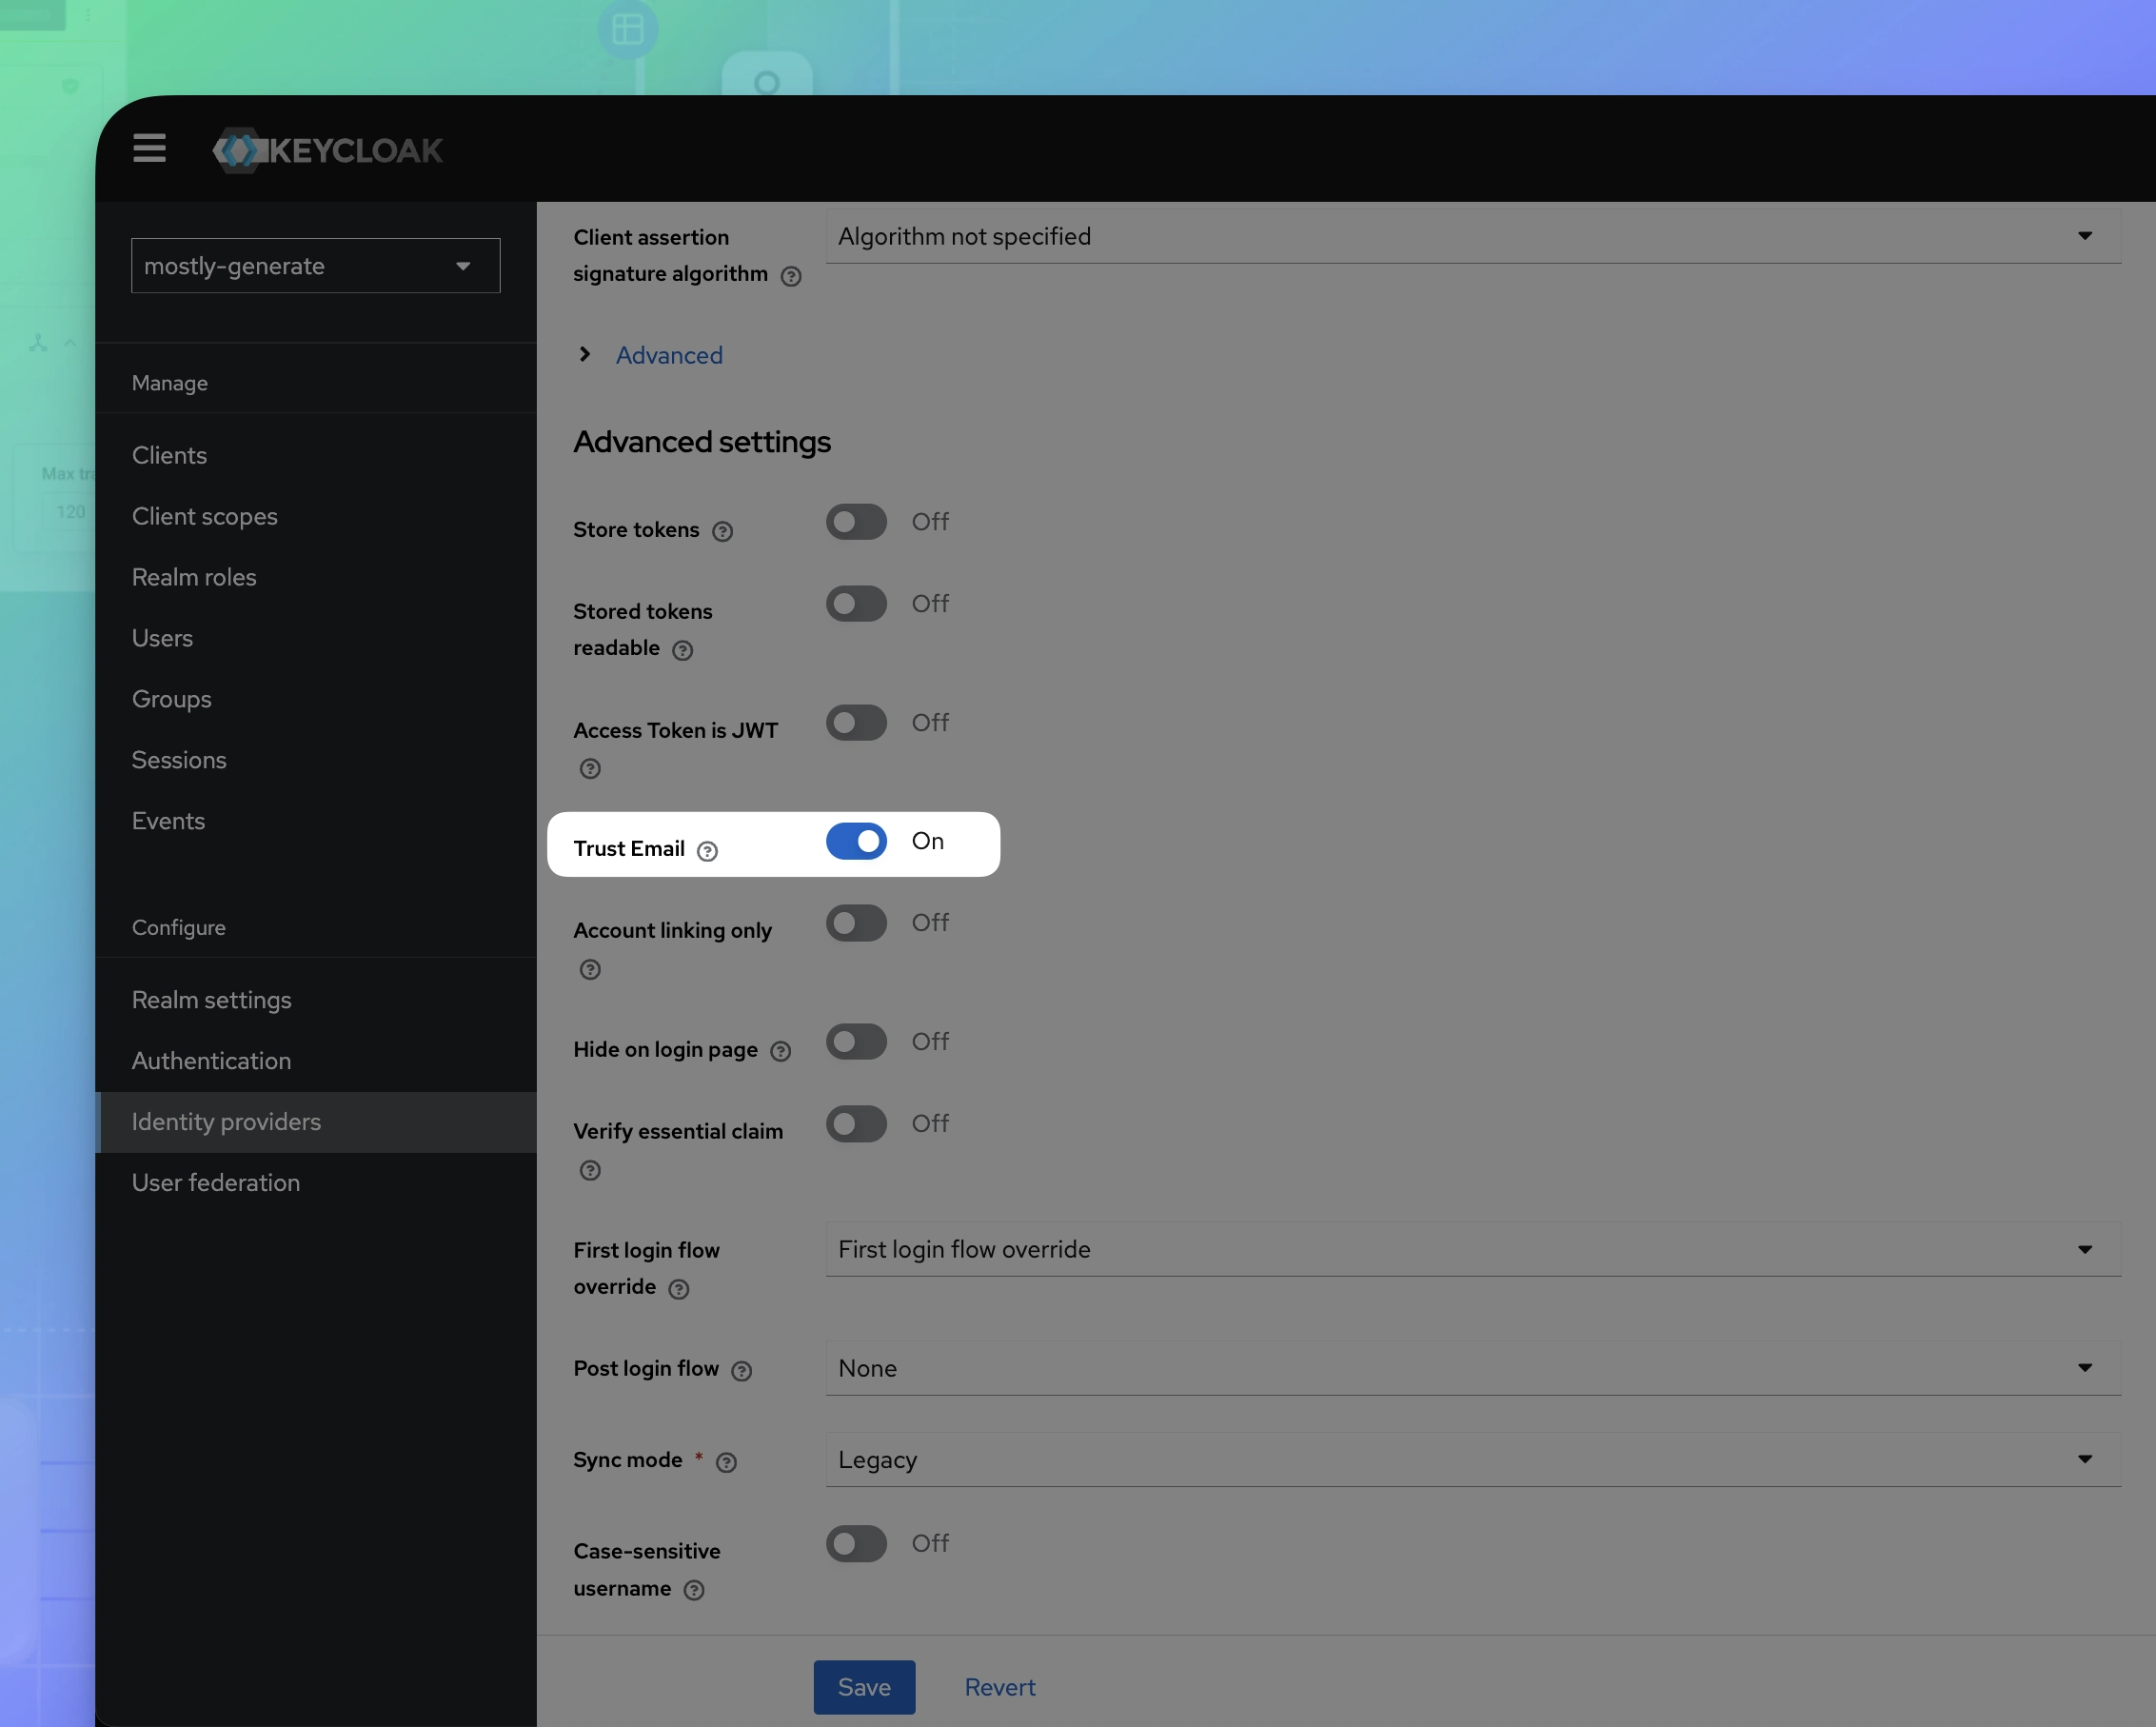 KEYCLOAK
mostly-generate
Manage
Clients
Client scopes
Realm roles
Users
Groups
Sessions
Events
Configure
Realm settings
Authentication
Identity providers
User federation
Client assertion
signature algorithm
Algorithm not specified
Advanced
Advanced settings
Store tokens
Off
Stored tokens
readable
Off
Access Token is JWT
Off
Trust Email
On
Account linking only
Off
Hide on login page
Off
Verify essential claim
Off
First login flow
override
First login flow override
Post login flow
None
Sync mode *
Legacy
Case-sensitive
username
Off
Save
Revert
Max tra
120